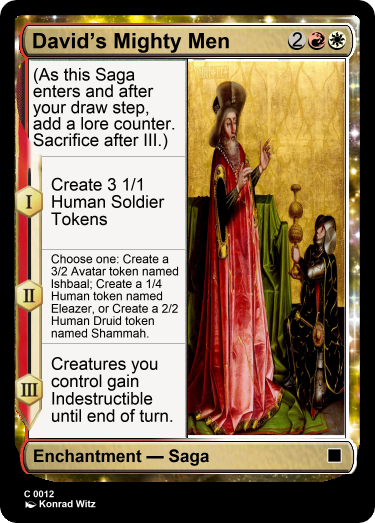 David's Mighty Men 2
(As this Saga
enters and after
your draw step,
add a lore counter.
Sacrifice after III.)
I
Create 3 1/1
Human Soldier
Tokens
II
Choose one: Create a
3/2 Avatar token named
Ishbaal; Create a 1/4
Human token named
Eleazer, or Create a 2/2
Human Druid token
named Shammah.
III
Creatures you
control gain
Indestructible
until end of turn.
Enchantment — Saga
C 0012
Konrad Witz